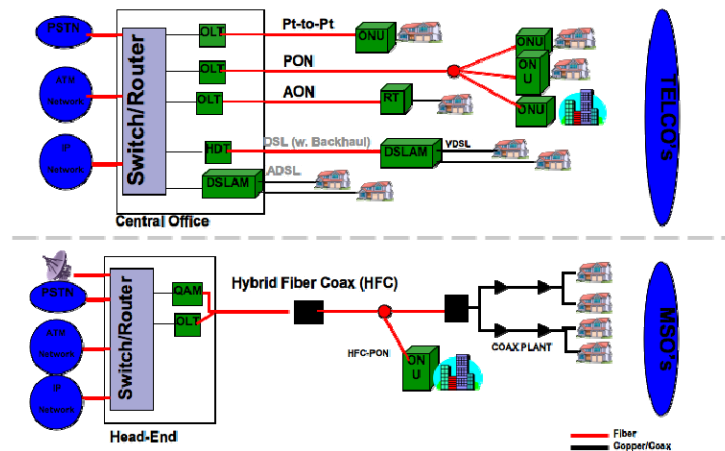 Pt-to-Pt
PSTN
OLT
ONU
ONU
PON
OLT
ON
U
ATM
Network
Switch/Router
AON
OLT
RT
ONU
TELCO's
IP
Network
HDT
DSL (w. Backhaul)
DSLAM
VDSL
DSLAM
ADSL
Central Office
PSTN
QAM
Hybrid Fiber Coax (HFC)
OLT
Switch/Router
ATM
Network
HFC-PON
COAX PLANT
ON
U
MSO's
IP
Network
Head-End
Fiber
Copper/Coax